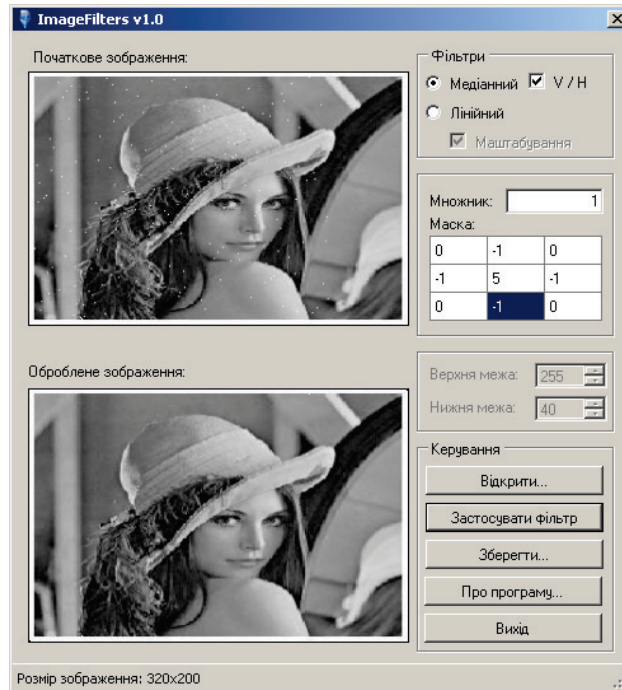 ImageFilters v1.0
Початкове зображення:
Фільтри
Медіанний V / H
Лінійний
Маштабування
Множник: 1
Маска:
0 -1 0
-1 5 -1
0 -1 0
Оброблене зображення:
Верхня межа: 255
Нижня межа: 40
Керування
Відкрити...
Застосувати фільтр
Зберегти...
Про програму...
Вихід
Розмір зображення: 320x200